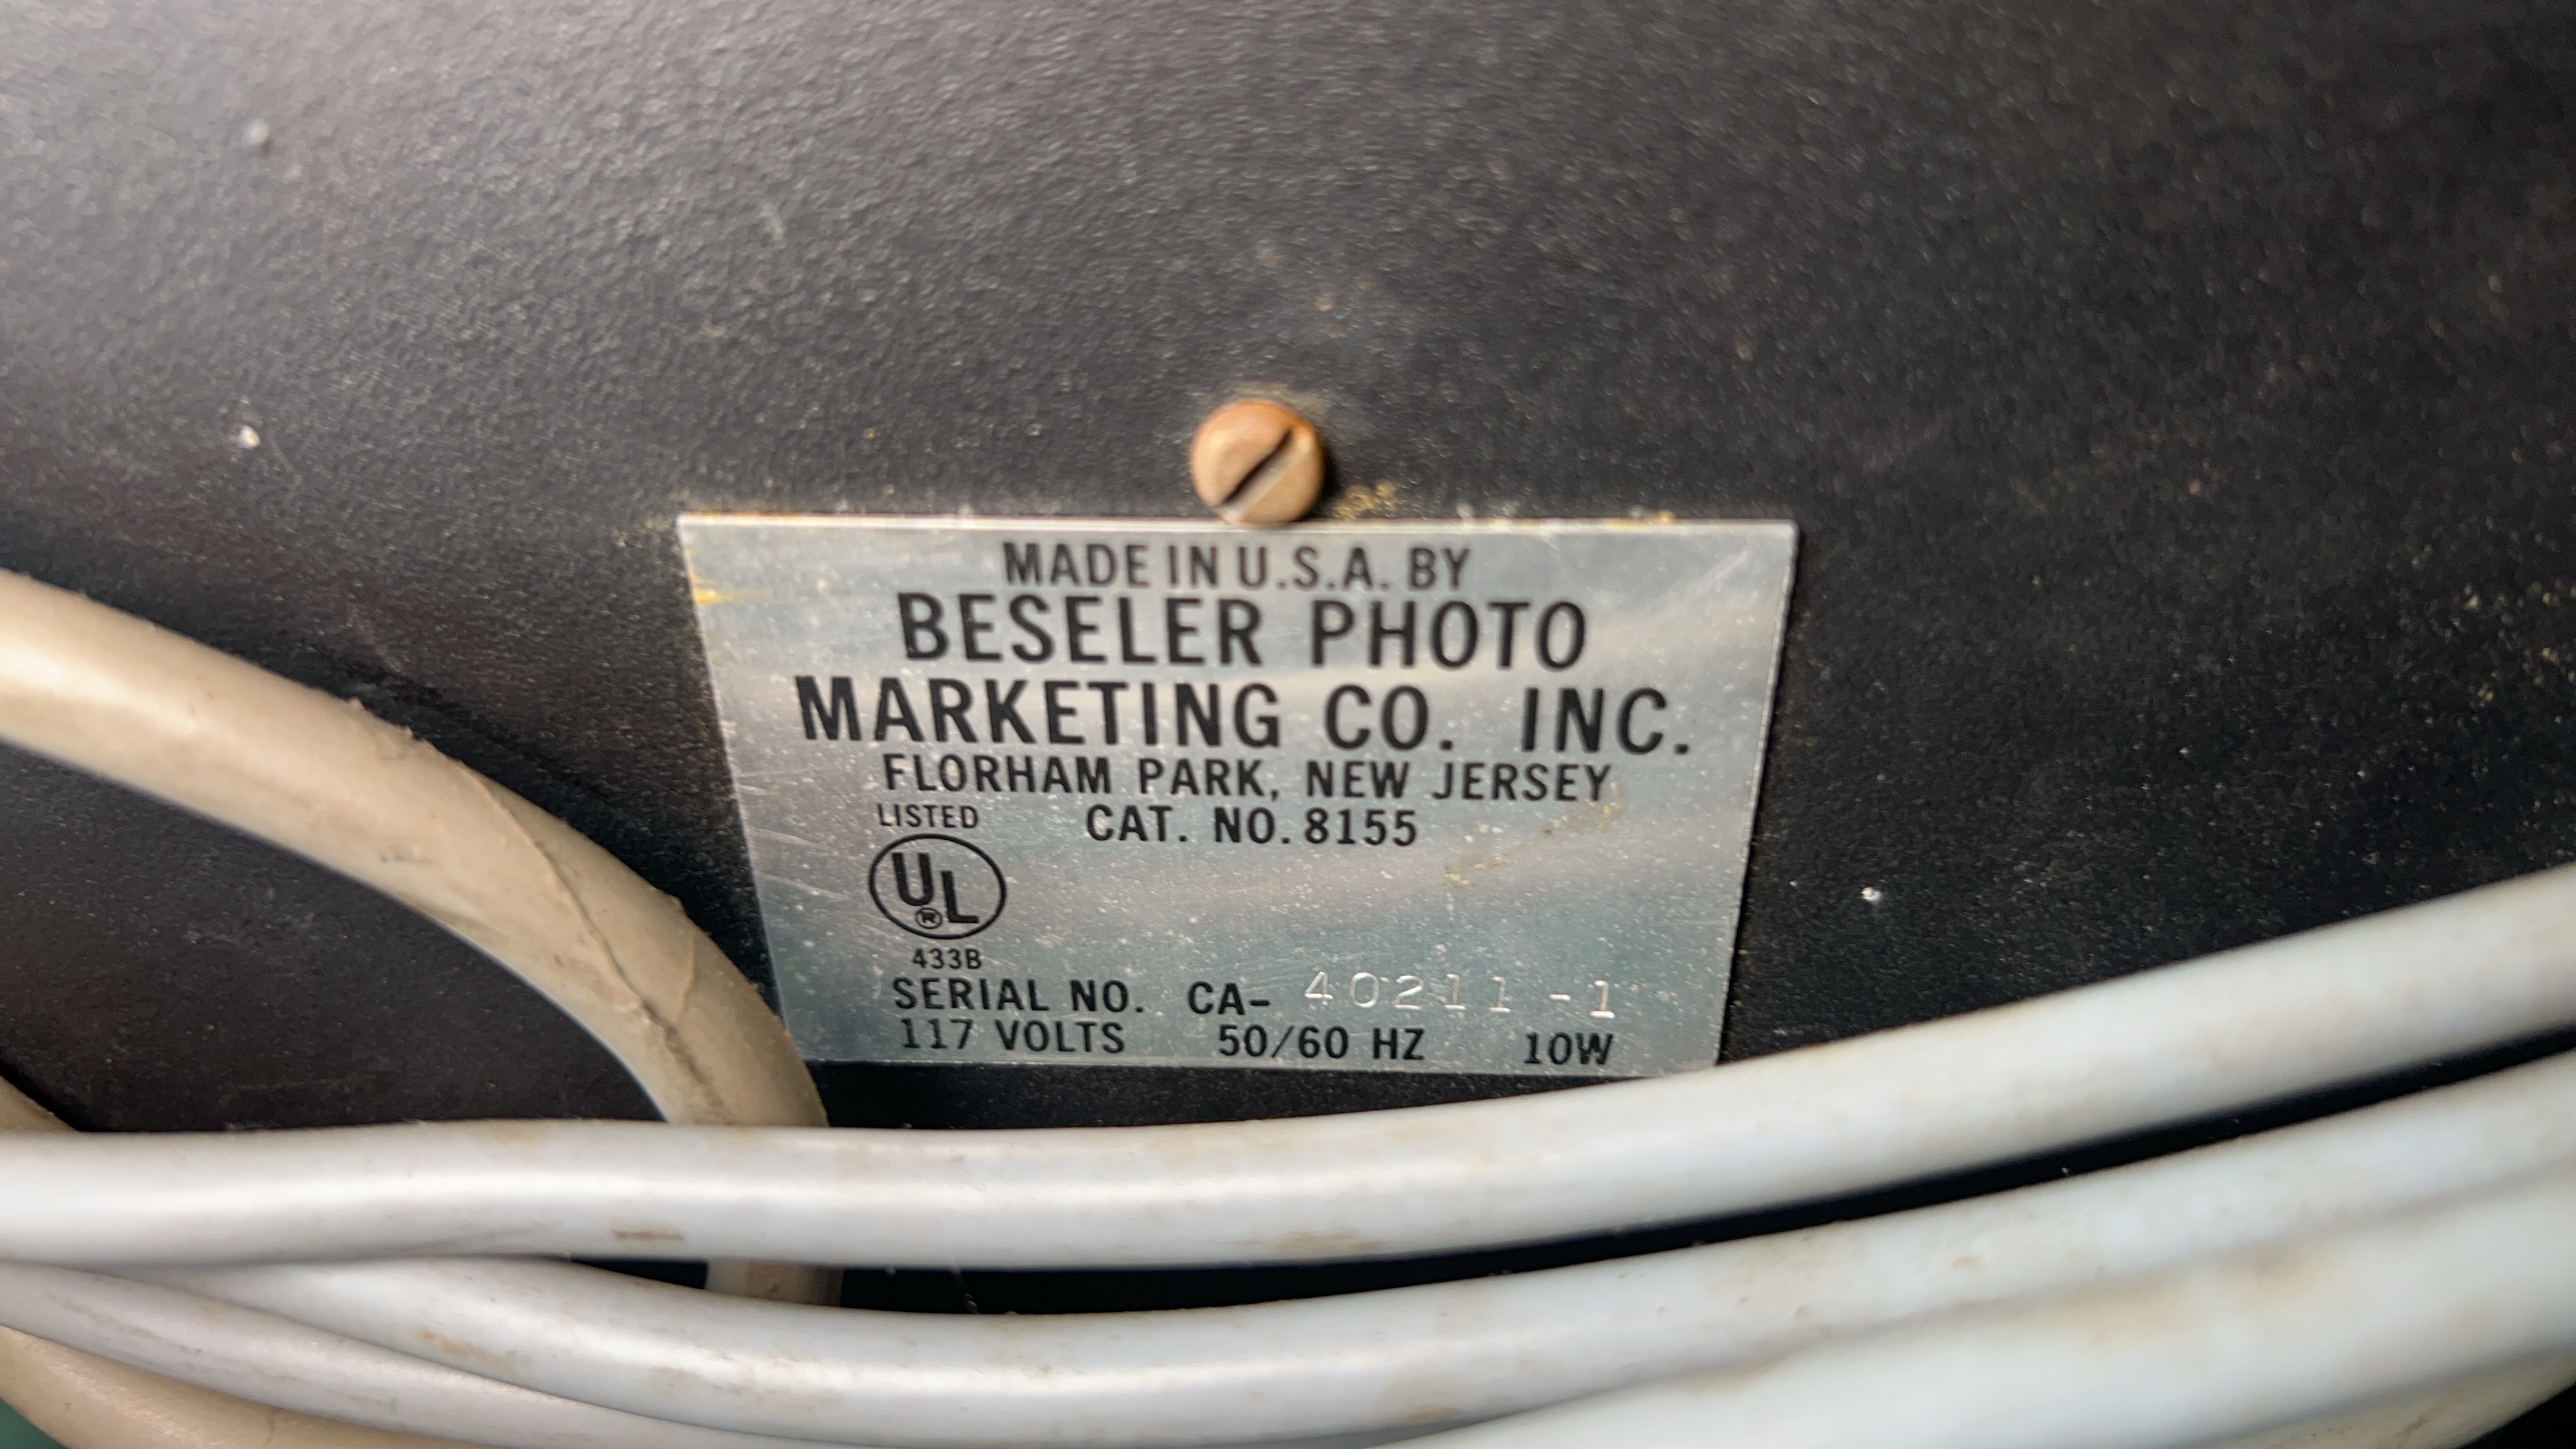 MADE IN U.S.A. BY
BESELER PHOTO
MARKETING CO. INC.
FLORHAM PARK, NEW JERSEY
LISTED CAT. NO. 8155
UL®
433B
SERIAL NO. CA- 40211-1
117 VOLTS 50/60 HZ 10W